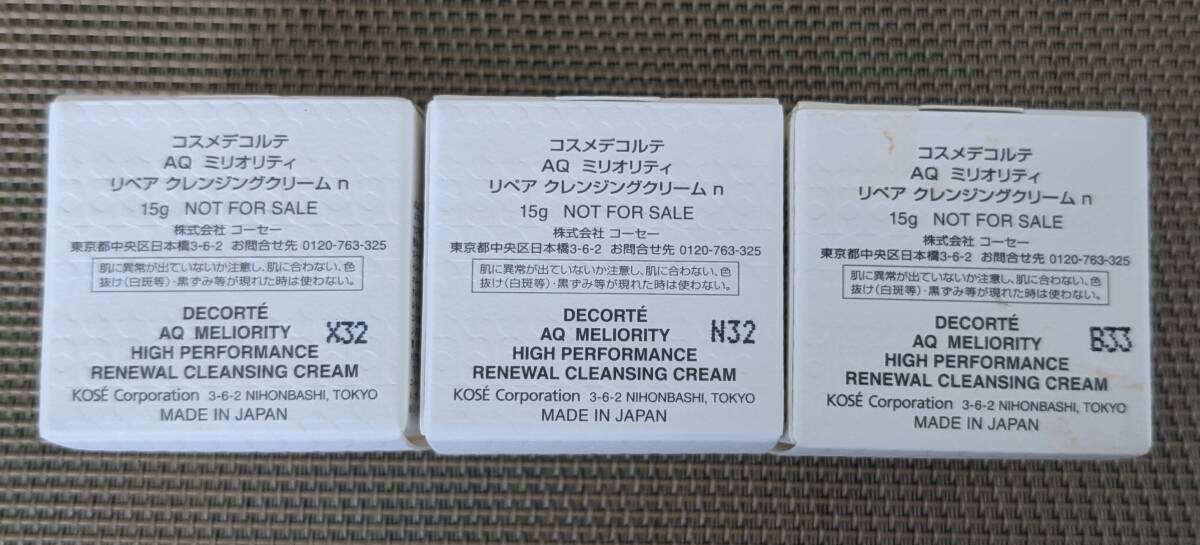 コスメデコルテ
AQ ミリオリティ
リペア クレンジングクリーム n
15g NOT FOR SALE
株式会社 コーセー
東京都中央区日本橋3-6-2 お問合せ先 0120-763-325
肌に異常が出ていないか注意し、肌に合わない、色
抜け(白斑等)・黒ずみ等が現れた時は使わない。
DECORTÉ
AQ MELIORITY
X32
HIGH PERFORMANCE
RENEWAL CLEANSING CREAM
KOSÉ Corporation 3-6-2 NIHONBASHI, TOKYO
MADE IN JAPAN
コスメデコルテ
AQ ミリオリティ
リペア クレンジングクリーム n
15g NOT FOR SALE
株式会社 コーセー
東京都中央区日本橋3-6-2 お問合せ先 0120-763-325
肌に異常が出ていないか注意し、肌に合わない、色
抜け(白斑等)・黒ずみ等が現れた時は使わない。
DECORTÉ
AQ MELIORITY
N32
HIGH PERFORMANCE
RENEWAL CLEANSING CREAM
KOSÉ Corporation 3-6-2 NIHONBASHI, TOKYO
MADE IN JAPAN
コスメデコルテ
AQ ミリオリティ
リペア クレンジングクリーム n
15g NOT FOR SALE
株式会社 コーセー
東京都中央区日本橋3-6-2 お問合せ先 0120-763-325
肌に異常が出ていないか注意し、肌に合わない、色
抜け(白斑等)・黒ずみ等が現れた時は使わない。
DECORTÉ
AQ MELIORITY
B33
HIGH PERFORMANCE
RENEWAL CLEANSING CREAM
KOSÉ Corporation 3-6-2 NIHONBASHI, TOKYO
MADE IN JAPAN